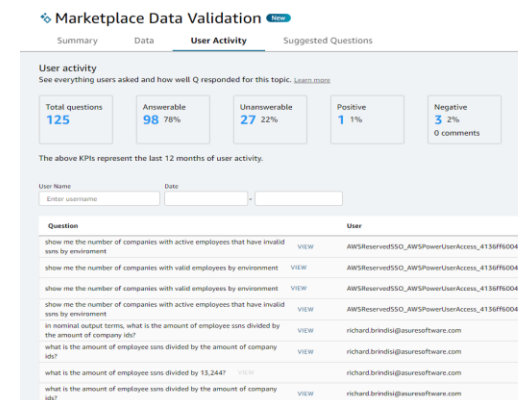 Marketplace Data Validation New
Summary Data User Activity Suggested Questions
User activity
See everything users asked and how well Q responded for this topic. Learn more
Total questions
125
Answerable
98 78%
Unanswerable
27 22%
Positive
1 1%
Negative
3 2%
0 comments
The above KPIs represent the last 12 months of user activity.
User Name Date
Enter username -
Question User
show me the number of companies with active employees that have invalid
ssns by enviroment VIEW AWSReservedSSO_AWSPowerUserAccess_4136ff6004
show me the number of companies with valid employees by environment VIEW AWSReservedSSO_AWSPowerUserAccess_4136ff6004
show me the number of companies with valid employees by environment VIEW AWSReservedSSO_AWSPowerUserAccess_4136ff6004
show me the number of companies with active employees that have invalid
ssns by enviroment VIEW AWSReservedSSO_AWSPowerUserAccess_4136ff6004
in nominal output terms, what is the amount of employee ssns divided by
the amount of company ids? VIEW richard.brindisi@asuresoftware.com
what is the amount of employee ssns divided by the amount of company
ids? VIEW richard.brindisi@asuresoftware.com
what is the amount of employee ssns divided by 13,244? VIEW richard.brindisi@asuresoftware.com
what is the amount of employee ssns divided by the amount of company
ids? VIEW richard.brindisi@asuresoftware.com